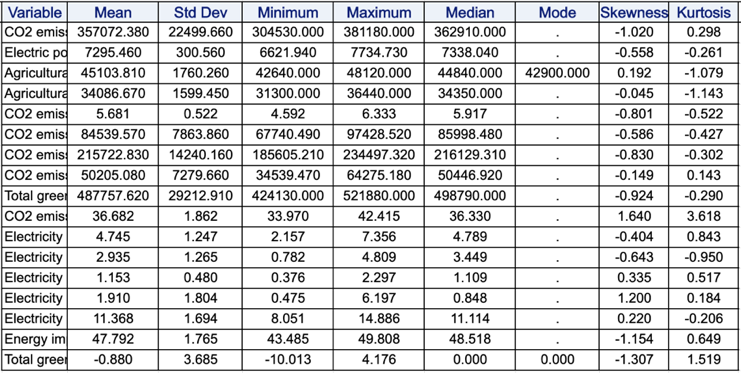 Variable Mean Std Dev Minimum Maximum Median Mode Skewness Kurtosis
CO2 emiss 357072.380 22499.660 304530.000 381180.000 362910.000 . -1.020 0.298
Electric po 7295.460 300.560 6621.940 7734.730 7338.040 . -0.558 -0.261
Agricultura 45103.810 1760.260 42640.000 48120.000 44840.000 42900.000 0.192 -1.079
Agricultura 34086.670 1599.450 31300.000 36440.000 34350.000 . -0.045 -1.143
CO2 emiss 5.681 0.522 4.592 6.333 5.917 . -0.801 -0.522
CO2 emiss 84539.570 7863.860 67740.490 97428.520 85998.480 . -0.586 -0.427
CO2 emiss 215722.830 14240.160 185605.210 234497.320 216129.310 . -0.830 -0.302
CO2 emiss 50205.080 7279.660 34539.470 64275.180 50446.920 . -0.149 0.143
Total green 487757.620 29212.910 424130.000 521880.000 498790.000 . -0.924 -0.290
CO2 emiss 36.682 1.862 33.970 42.415 36.330 . 1.640 3.618
Electricity 4.745 1.247 2.157 7.356 4.789 . -0.404 0.843
Electricity 2.935 1.265 0.782 4.809 3.449 . -0.643 -0.950
Electricity 1.153 0.480 0.376 2.297 1.109 . 0.335 0.517
Electricity 1.910 1.804 0.475 6.197 0.848 . 1.200 0.184
Electricity 11.368 1.694 8.051 14.886 11.114 . 0.220 -0.206
Energy im 47.792 1.765 43.485 49.808 48.518 . -1.154 0.649
Total green -0.880 3.685 -10.013 4.176 0.000 0.000 -1.307 1.519